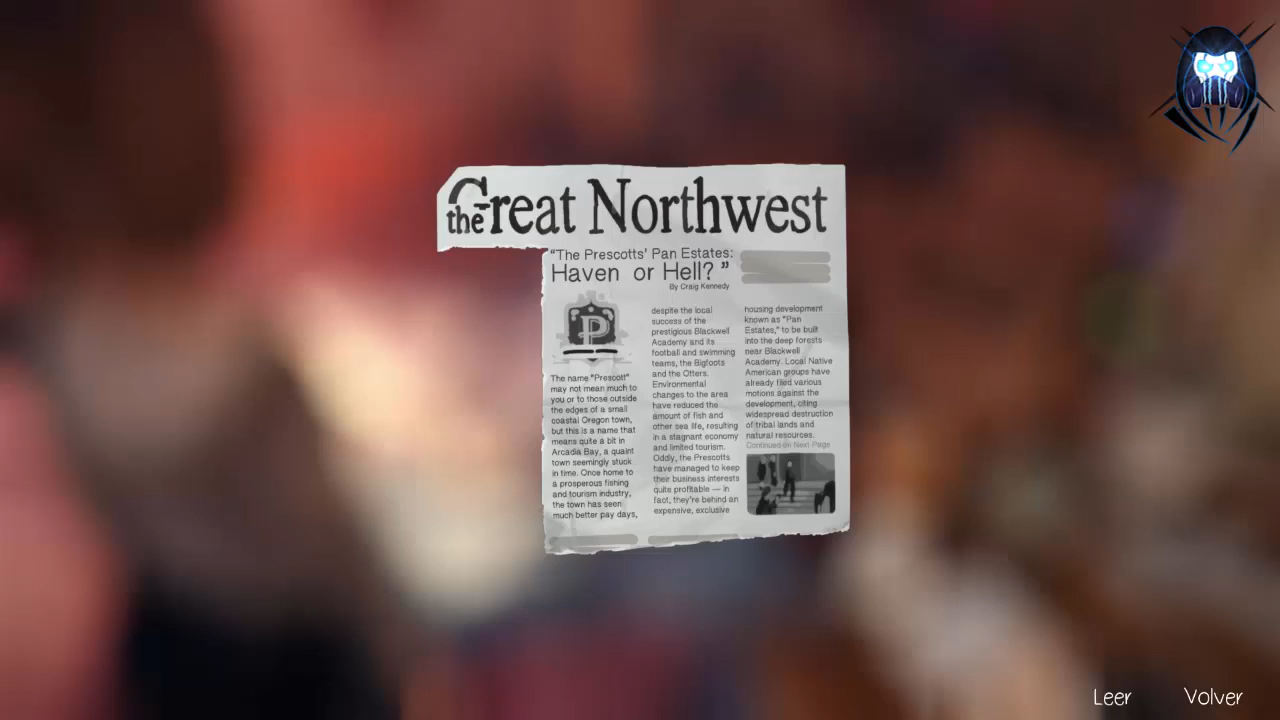 the Great Northwest
"The Prescotts' Pan Estates:
Haven or Hell? "
By Craig Kennedy
P
The name "Prescott"
may not mean much to
you or to those outside
the edges of a small
coastal Oregon town,
but this is a name that
means quite a bit in
Arcadia Bay, a quaint
town seemingly stuck
in time. Once home to
a prosperous fishing
and tourism industry,
the town has seen
much better pay days,
despite the local
success of the
prestigious Blackwell
Academy and its
football and swimming
teams, the Bigfoots
and the Otters.
Environmental
changes to the area
have reduced the
amount of fish and
other sea life, resulting
in a stagnant economy
and limited tourism.
Oddly, the Prescotts
have managed to keep
their business interests
quite profitable — in
fact, they're behind an
expensive, exclusive
housing development
known as "Pan
Estates," to be built
into the deep forests
near Blackwell
Academy. Local Native
American groups have
already filed various
motions against the
development, citing
widespread destruction
of tribal lands and
natural resources.
Continued on Next Page
Leer
Volver